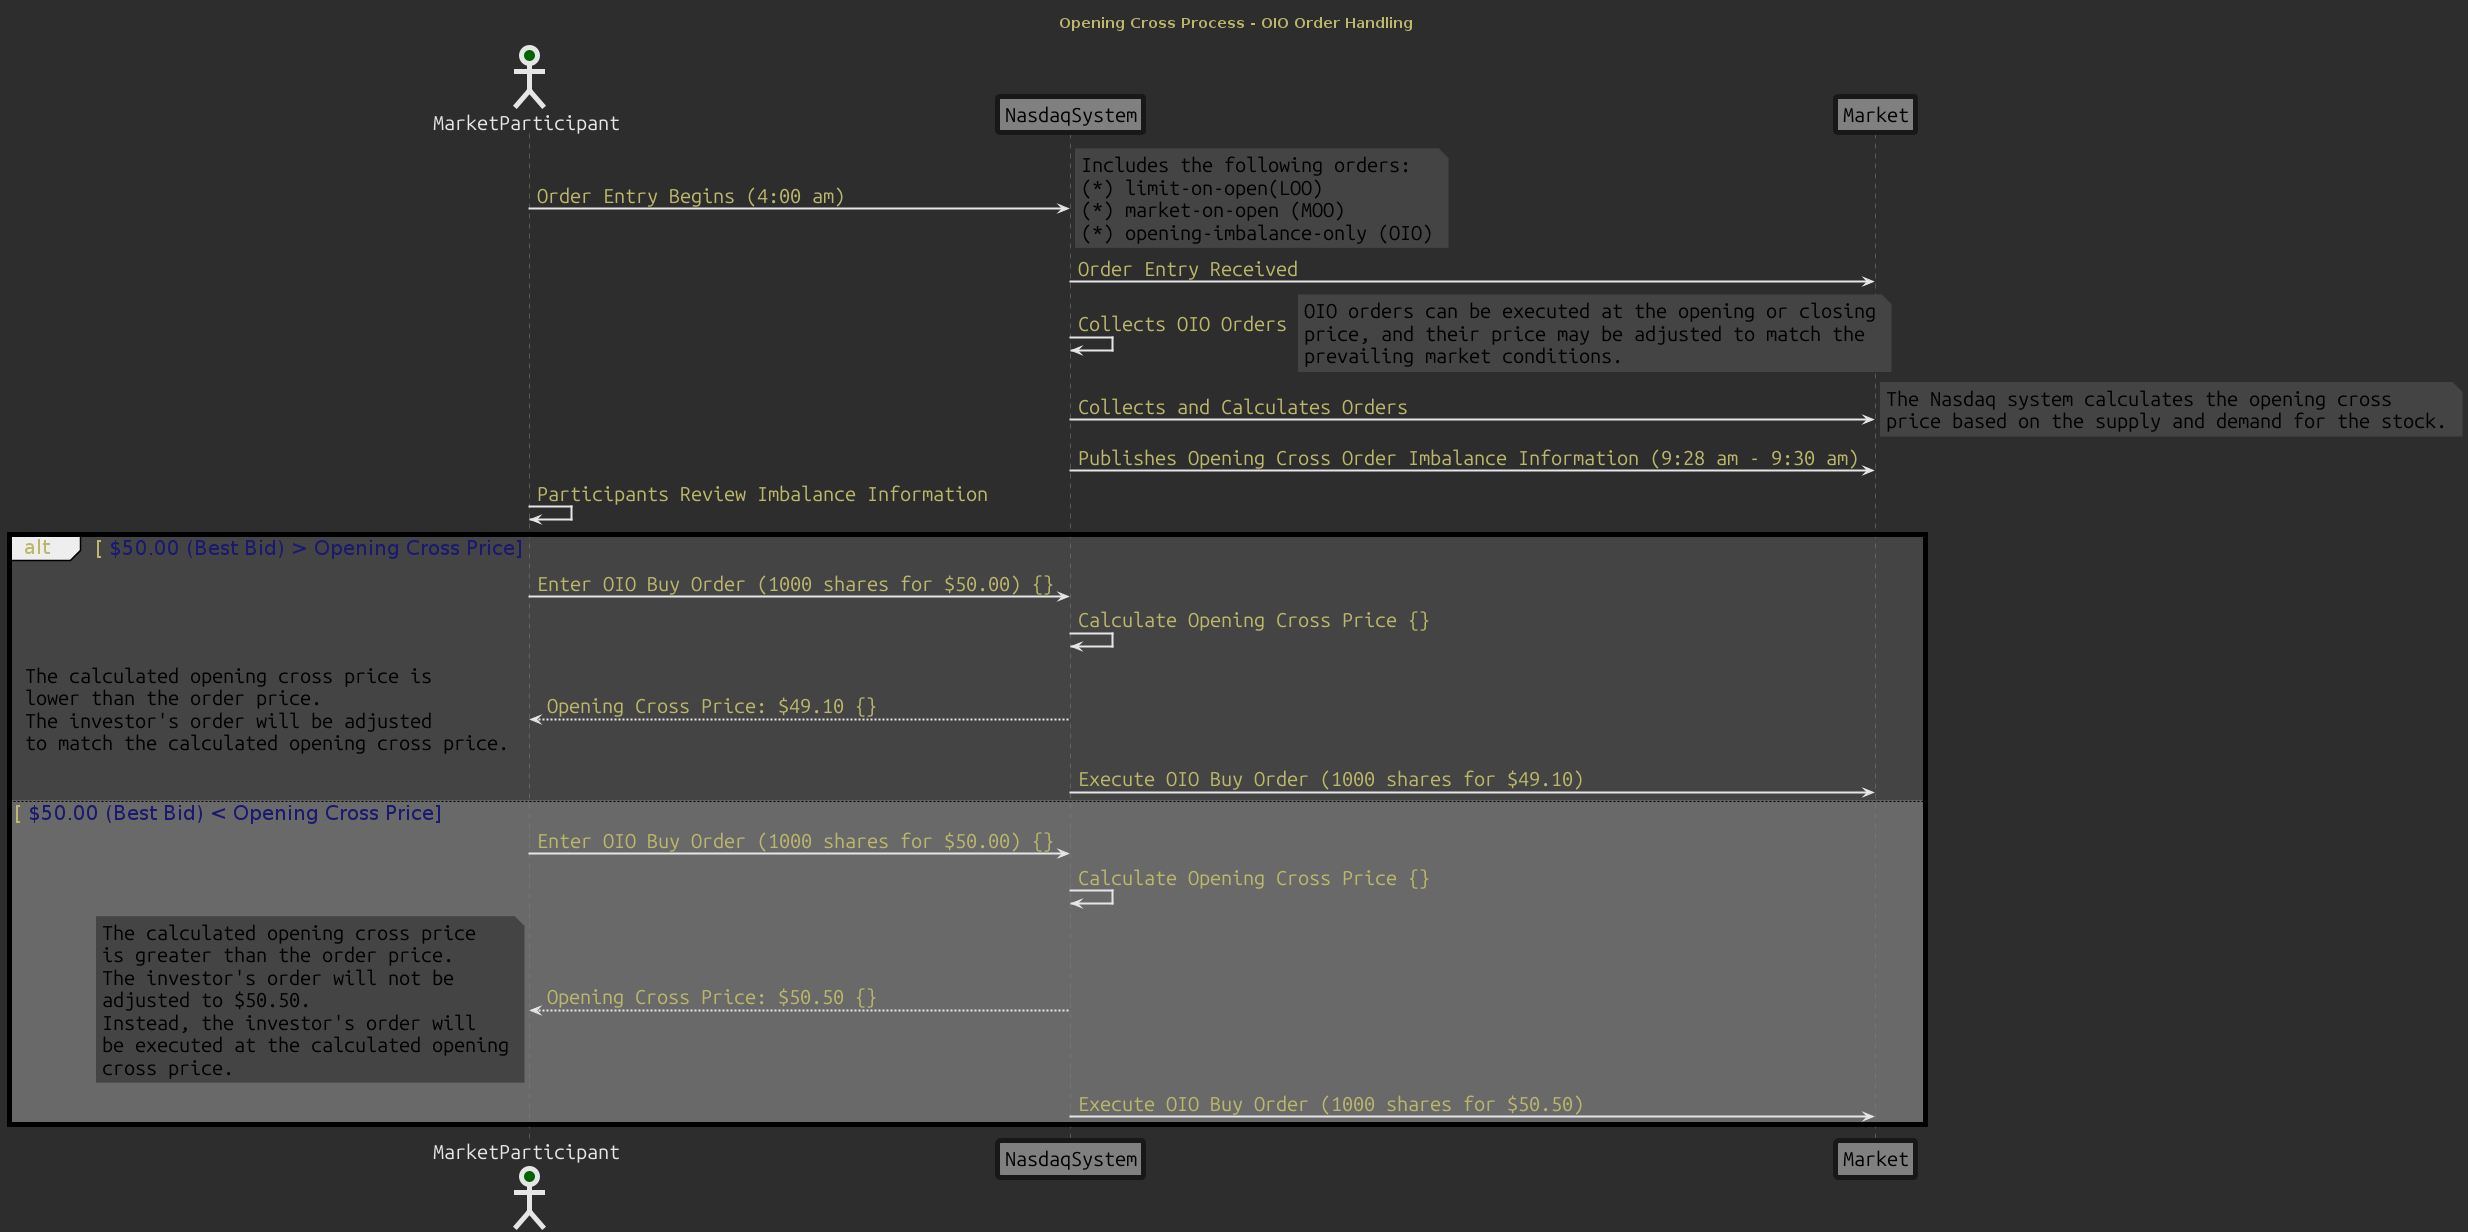 Opening Cross Process - OIO Order Handling
MarketParticipant
NasdaqSystem
Market
Includes the following orders:
(*) limit-on-open(LOO)
(*) market-on-open (MOO)
(*) opening-imbalance-only (OIO)
Order Entry Begins (4:00 am)
Order Entry Received
Collects OIO Orders
OIO orders can be executed at the opening or closing
price, and their price may be adjusted to match the
prevailing market conditions.
Collects and Calculates Orders
The Nasdaq system calculates the opening cross
price based on the supply and demand for the stock.
Publishes Opening Cross Order Imbalance Information (9:28 am - 9:30 am)
Participants Review Imbalance Information
alt [ $50.00 (Best Bid) > Opening Cross Price]
Enter OIO Buy Order (1000 shares for $50.00) {}
Calculate Opening Cross Price {}
The calculated opening cross price is
lower than the order price.
The investor's order will be adjusted
to match the calculated opening cross price.
Opening Cross Price: $49.10 {}
Execute OIO Buy Order (1000 shares for $49.10)
[ $50.00 (Best Bid) < Opening Cross Price]
Enter OIO Buy Order (1000 shares for $50.00) {}
Calculate Opening Cross Price {}
The calculated opening cross price
is greater than the order price.
The investor's order will not be
adjusted to $50.50.
Instead, the investor's order will
be executed at the calculated opening
cross price.
Opening Cross Price: $50.50 {}
Execute OIO Buy Order (1000 shares for $50.50)
MarketParticipant
NasdaqSystem
Market